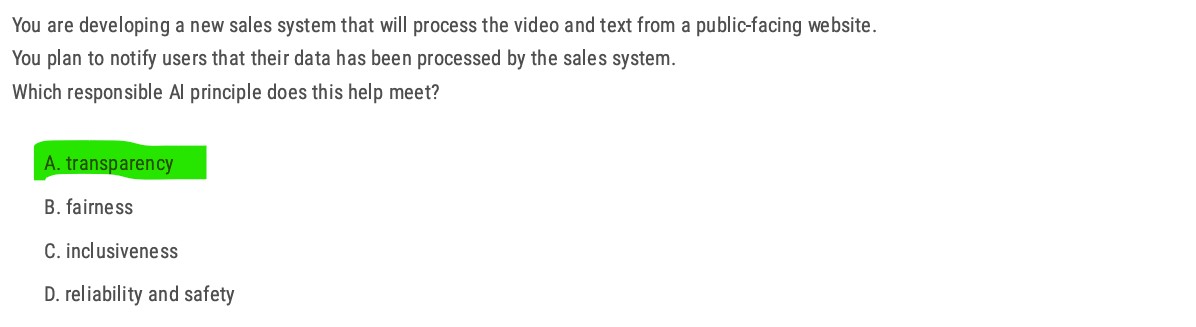 You are developing a new sales system that will process the video and text from a public-facing website.
You plan to notify users that their data has been processed by the sales system.
Which responsible AI principle does this help meet?
A. transparency
B. fairness
C. inclusiveness
D. reliability and safety